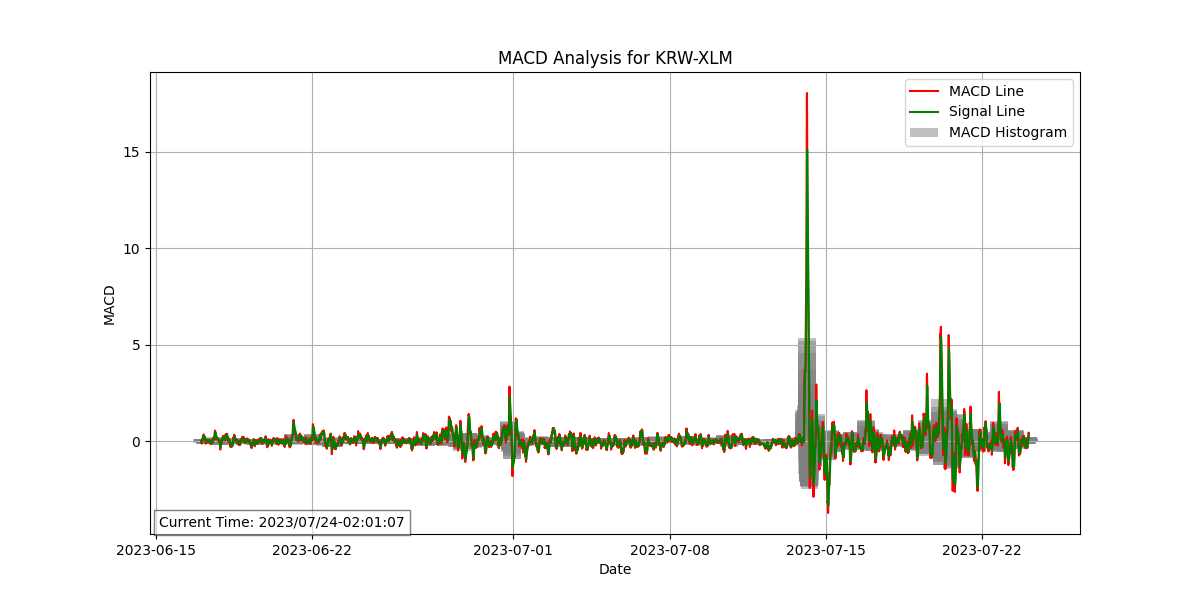 MACD Analysis for KRW-XLM
MACD Line
Signal Line
MACD Histogram
15
10
5
0
MACD
Current Time: 2023/07/24-02:01:07
2023-06-15 2023-06-22 2023-07-01 2023-07-08 2023-07-15 2023-07-22
Date